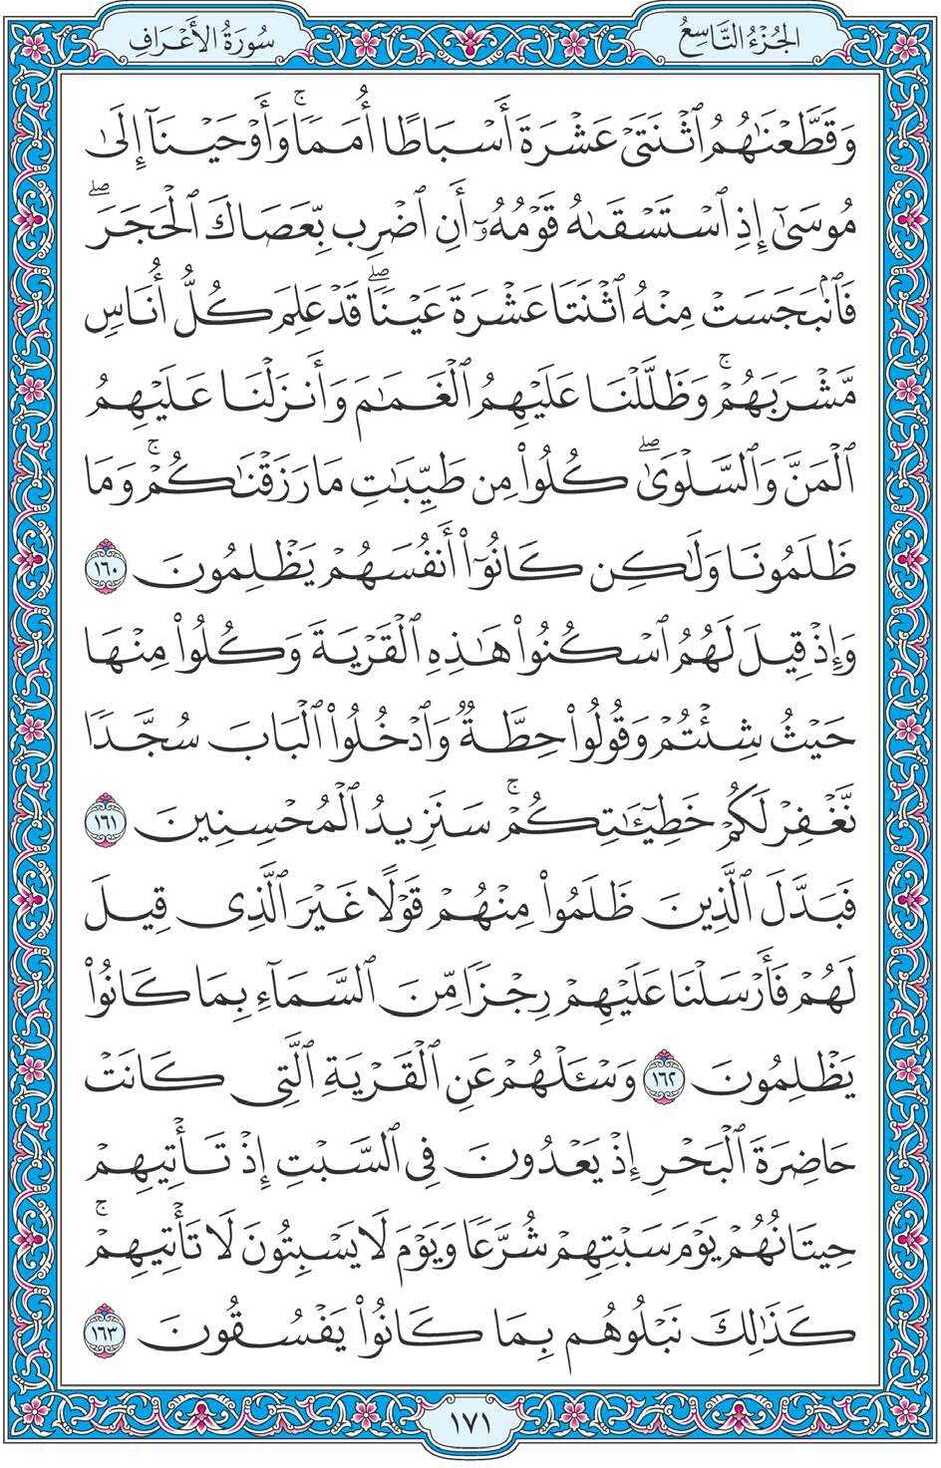 الجُزْءُ التَّاسِعُ
سُورَةُ الأَعْرَافِ
وَقَطَّعْنَٰهُمُ ٱثْنَتَىْ عَشْرَةَ أَسْبَاطًا أُمَمًاۚ وَأَوْحَيْنَآ إِلَىٰ
مُوسَىٰٓ إِذِ ٱسْتَسْقَىٰهُ قَوْمُهُۥٓ أَنِ ٱضْرِب بِّعَصَاكَ ٱلْحَجَرَۖ
فَٱنۢبَجَسَتْ مِنْهُ ٱثْنَتَا عَشْرَةَ عَيْنًاۖ قَدْ عَلِمَ كُلُّ أُنَاسٍ
مَّشْرَبَهُمْۚ وَظَلَّلْنَا عَلَيْهِمُ ٱلْغَمَٰمَ وَأَنزَلْنَا عَلَيْهِمُ
ٱلْمَنَّ وَٱلسَّلْوَىٰۖ كُلُوا۟ مِن طَيِّبَٰتِ مَا رَزَقْنَٰكُمْۚ وَمَا
ظَلَمُونَا وَلَٰكِن كَانُوٓا۟ أَنفُسَهُمْ يَظْلِمُونَ ١٦٠
وَإِذْ قِيلَ لَهُمُ ٱسْكُنُوا۟ هَٰذِهِ ٱلْقَرْيَةَ وَكُلُوا۟ مِنْهَا
حَيْثُ شِئْتُمْ وَقُولُوا۟ حِطَّةٌ وَٱدْخُلُوا۟ ٱلْبَابَ سُجَّدًا
نَّغْفِرْ لَكُمْ خَطِيٓـَٰٔتِكُمْۚ سَنَزِيدُ ٱلْمُحْسِنِينَ ١٦١
فَبَدَّلَ ٱلَّذِينَ ظَلَمُوا۟ مِنْهُمْ قَوْلًا غَيْرَ ٱلَّذِى قِيلَ
لَهُمْ فَأَرْسَلْنَا عَلَيْهِمْ رِجْزًا مِّنَ ٱلسَّمَآءِ بِمَا كَانُوا۟
يَظْلِمُونَ ١٦٢ وَسْـَٔلْهُمْ عَنِ ٱلْقَرْيَةِ ٱلَّتِى كَانَتْ
حَاضِرَةَ ٱلْبَحْرِ إِذْ يَعْدُونَ فِى ٱلسَّبْتِ إِذْ تَأْتِيهِمْ
حِيتَانُهُمْ يَوْمَ سَبْتِهِمْ شُرَّعًا وَيَوْمَ لَا يَسْبِتُونَ لَا تَأْتِيهِمْۚ
كَذَٰلِكَ نَبْلُوهُم بِمَا كَانُوا۟ يَفْسُقُونَ ١٦٣
١٧١